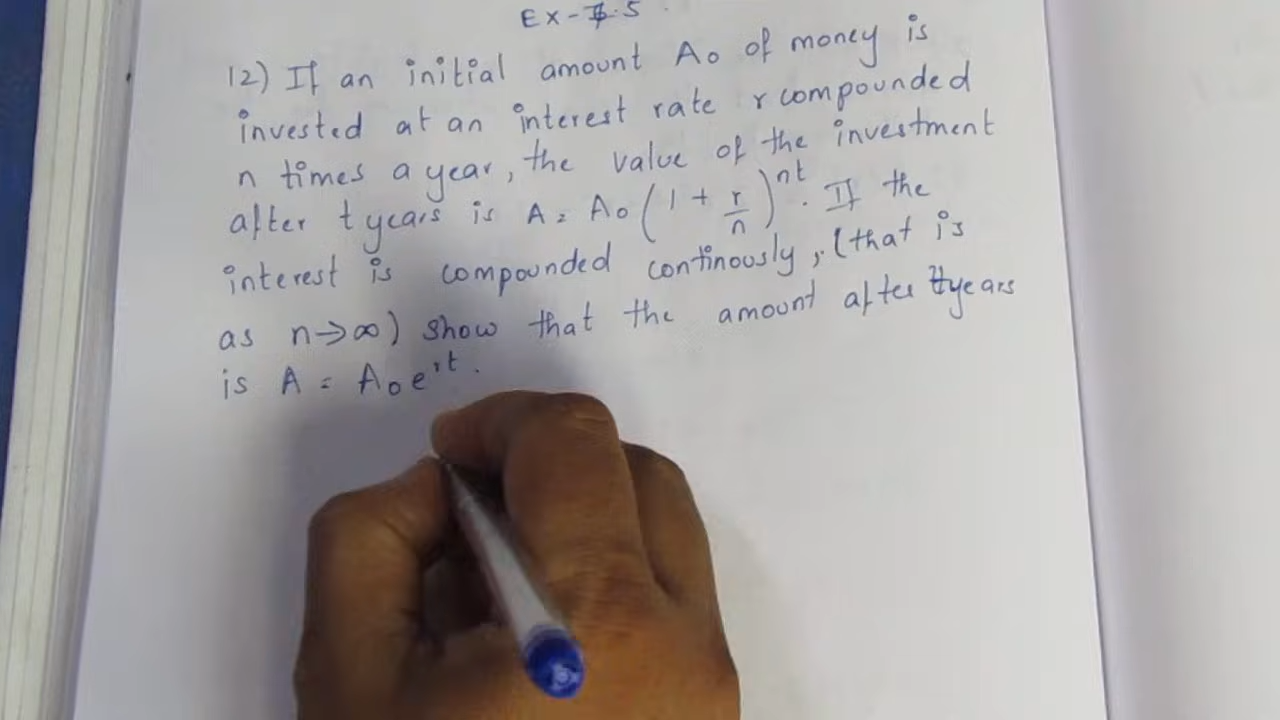 Ex-7.5
12) If an initial amount A₀ of money is
invested at an interest rate r compounded
n times a year, the value of the investment
after t years is A = A₀(1 + r/n)ⁿᵗ. If the
interest is compounded continously, (that is
as n→∞) show that the amount after t years
is A = A₀eʳᵗ.